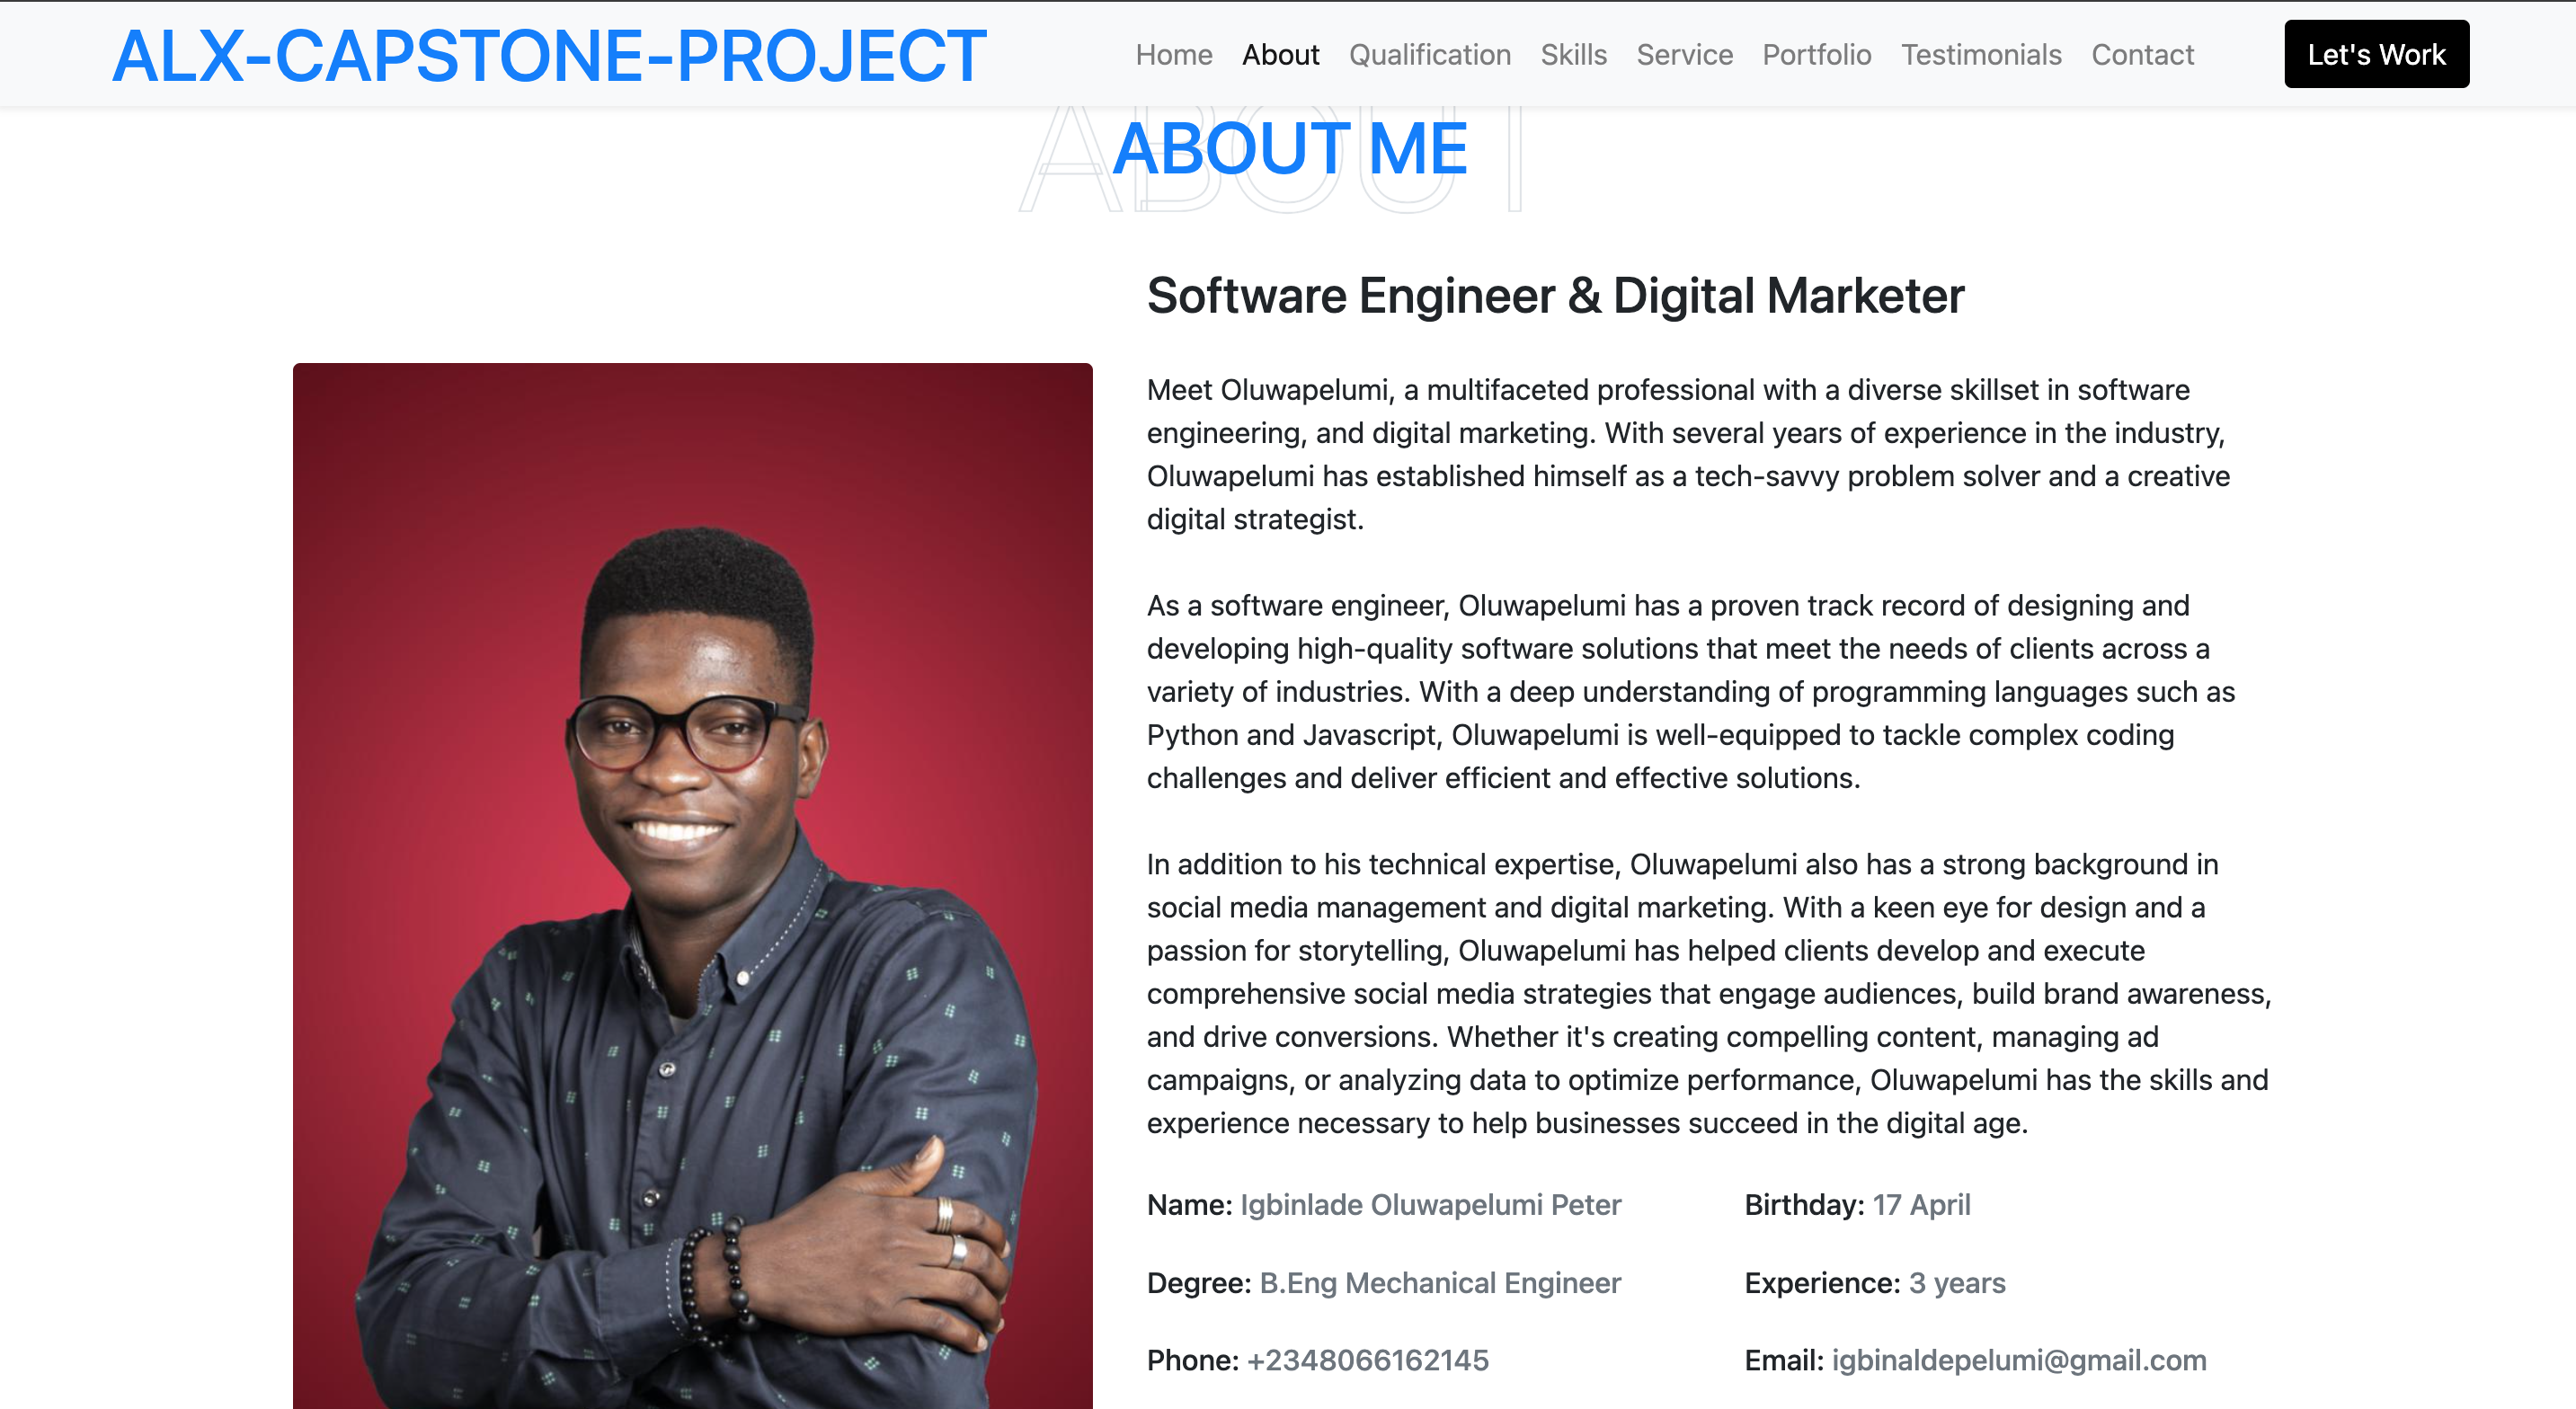 ALX-CAPSTONE-PROJECT
Home About Qualification Skills Service Portfolio Testimonials Contact Let's Work
ABOUT
ABOUT ME
Software Engineer & Digital Marketer
Meet Oluwapelumi, a multifaceted professional with a diverse skillset in software
engineering, and digital marketing. With several years of experience in the industry,
Oluwapelumi has established himself as a tech-savvy problem solver and a creative
digital strategist.
As a software engineer, Oluwapelumi has a proven track record of designing and
developing high-quality software solutions that meet the needs of clients across a
variety of industries. With a deep understanding of programming languages such as
Python and Javascript, Oluwapelumi is well-equipped to tackle complex coding
challenges and deliver efficient and effective solutions.
In addition to his technical expertise, Oluwapelumi also has a strong background in
social media management and digital marketing. With a keen eye for design and a
passion for storytelling, Oluwapelumi has helped clients develop and execute
comprehensive social media strategies that engage audiences, build brand awareness,
and drive conversions. Whether it's creating compelling content, managing ad
campaigns, or analyzing data to optimize performance, Oluwapelumi has the skills and
experience necessary to help businesses succeed in the digital age.
Name: Igbinlade Oluwapelumi Peter Birthday: 17 April
Degree: B.Eng Mechanical Engineer Experience: 3 years
Phone: +2348066162145 Email: igbinaldepelumi@gmail.com